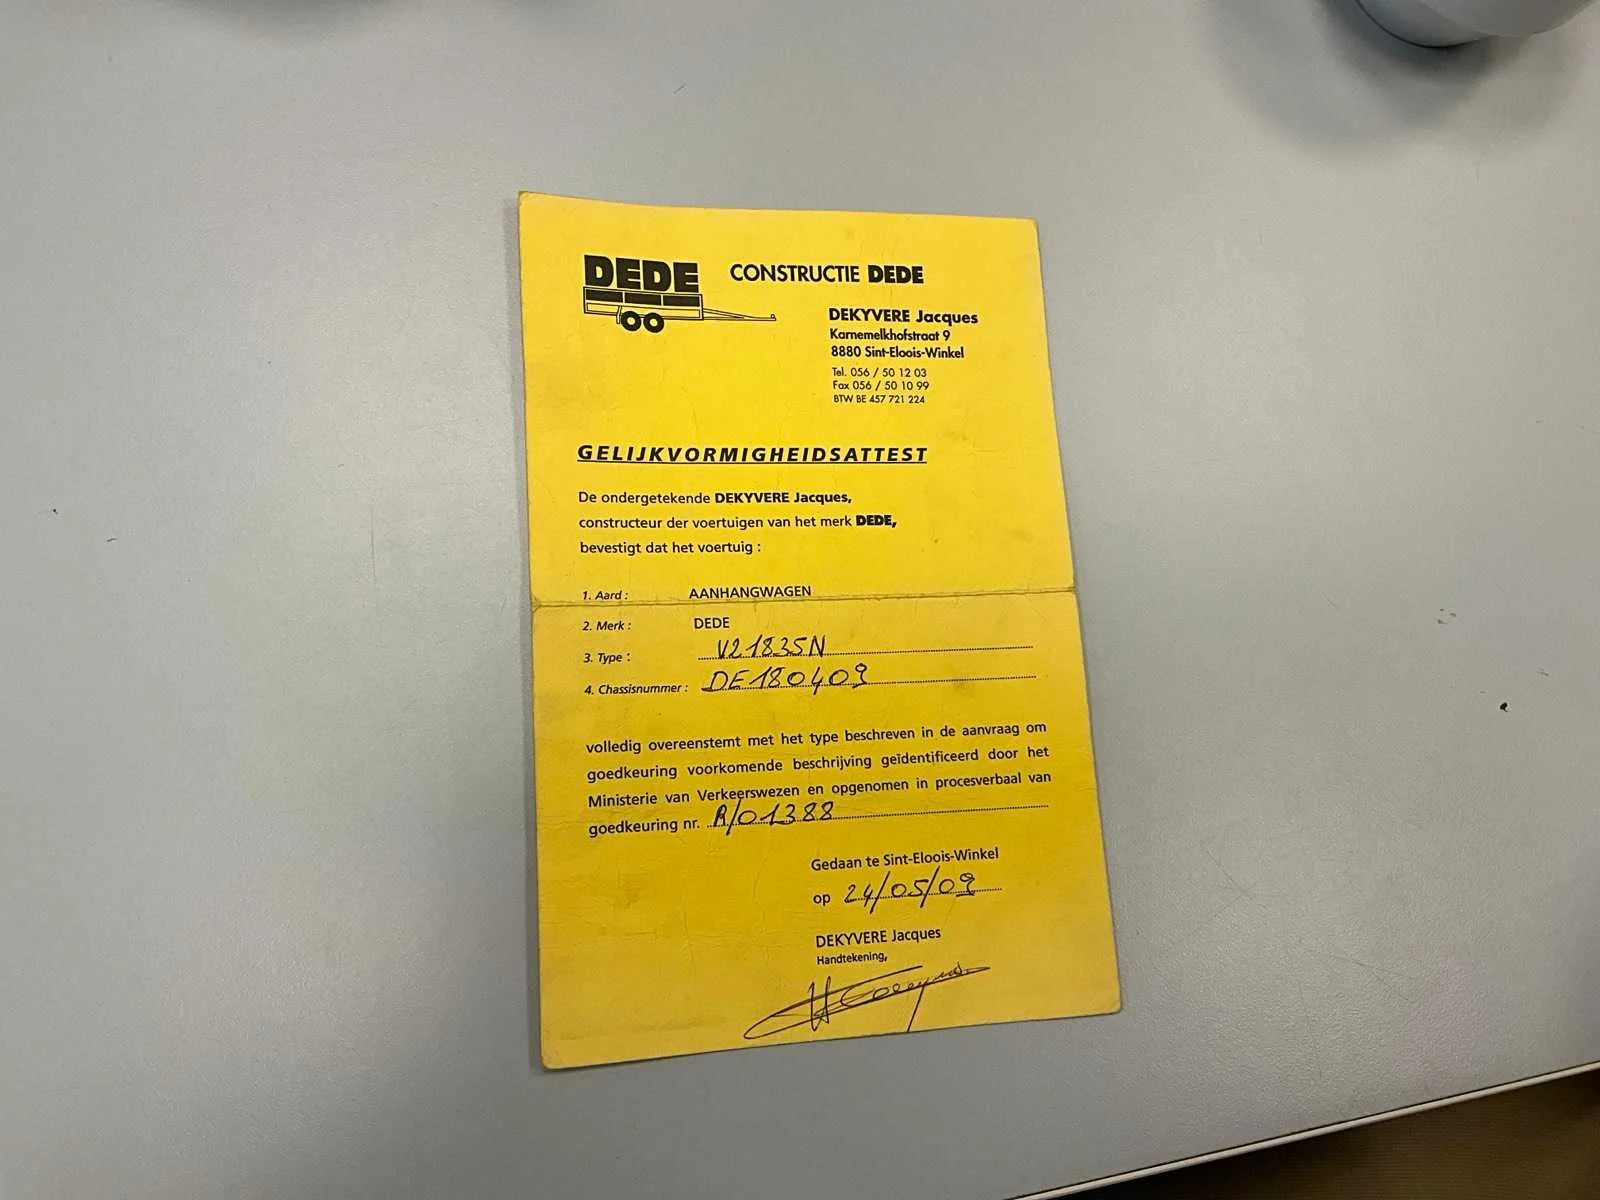 DEDE
CONSTRUCTIE DEDE
DEKYVERE Jacques
Karnemelkhofstraat 9
8880 Sint-Eloois-Winkel
Tel. 056 / 50 12 03
Fax 056 / 50 10 99
BTW BE 457 721 224
GELIJKVORMIGHEIDSATTEST
De ondergetekende DEKYVERE Jacques,
constructeur der voertuigen van het merk DEDE,
bevestigt dat het voertuig :
1. Aard : AANHANGWAGEN
2. Merk : DEDE
3. Type : V21835N
4. Chassisnummer : DE180409
volledig overeenstemt met het type beschreven in de aanvraag om
goedkeuring voorkomende beschrijving geïdentificeerd door het
Ministerie van Verkeerswezen en opgenomen in procesverbaal van
goedkeuring nr. R/01388
Gedaan te Sint-Eloois-Winkel
op 24/05/09
DEKYVERE Jacques
Handtekening,